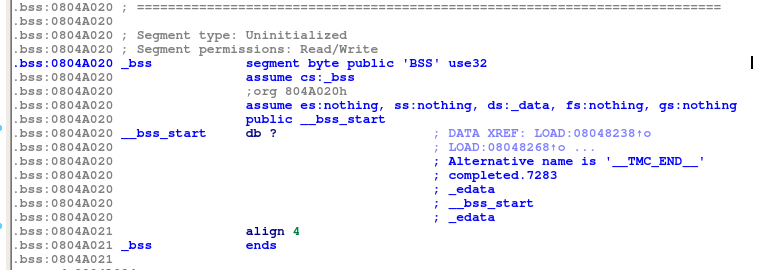 .bss:0804A020 ; ===========================================================================
.bss:0804A020
.bss:0804A020 ; Segment type: Uninitialized
.bss:0804A020 ; Segment permissions: Read/Write
.bss:0804A020 _bss segment byte public 'BSS' use32
.bss:0804A020 assume cs:_bss
.bss:0804A020 ;org 804A020h
.bss:0804A020 assume es:nothing, ss:nothing, ds:_data, fs:nothing, gs:nothing
.bss:0804A020 public __bss_start
.bss:0804A020 __bss_start db ? ; DATA XREF: LOAD:08048238↑o
.bss:0804A020 ; LOAD:08048268↑o ...
.bss:0804A020 ; Alternative name is '__TMC_END__'
.bss:0804A020 ; completed.7283
.bss:0804A020 ; _edata
.bss:0804A020 ; __bss_start
.bss:0804A020 ; _edata
.bss:0804A021 align 4
.bss:0804A021 _bss ends
.bss:0804A021